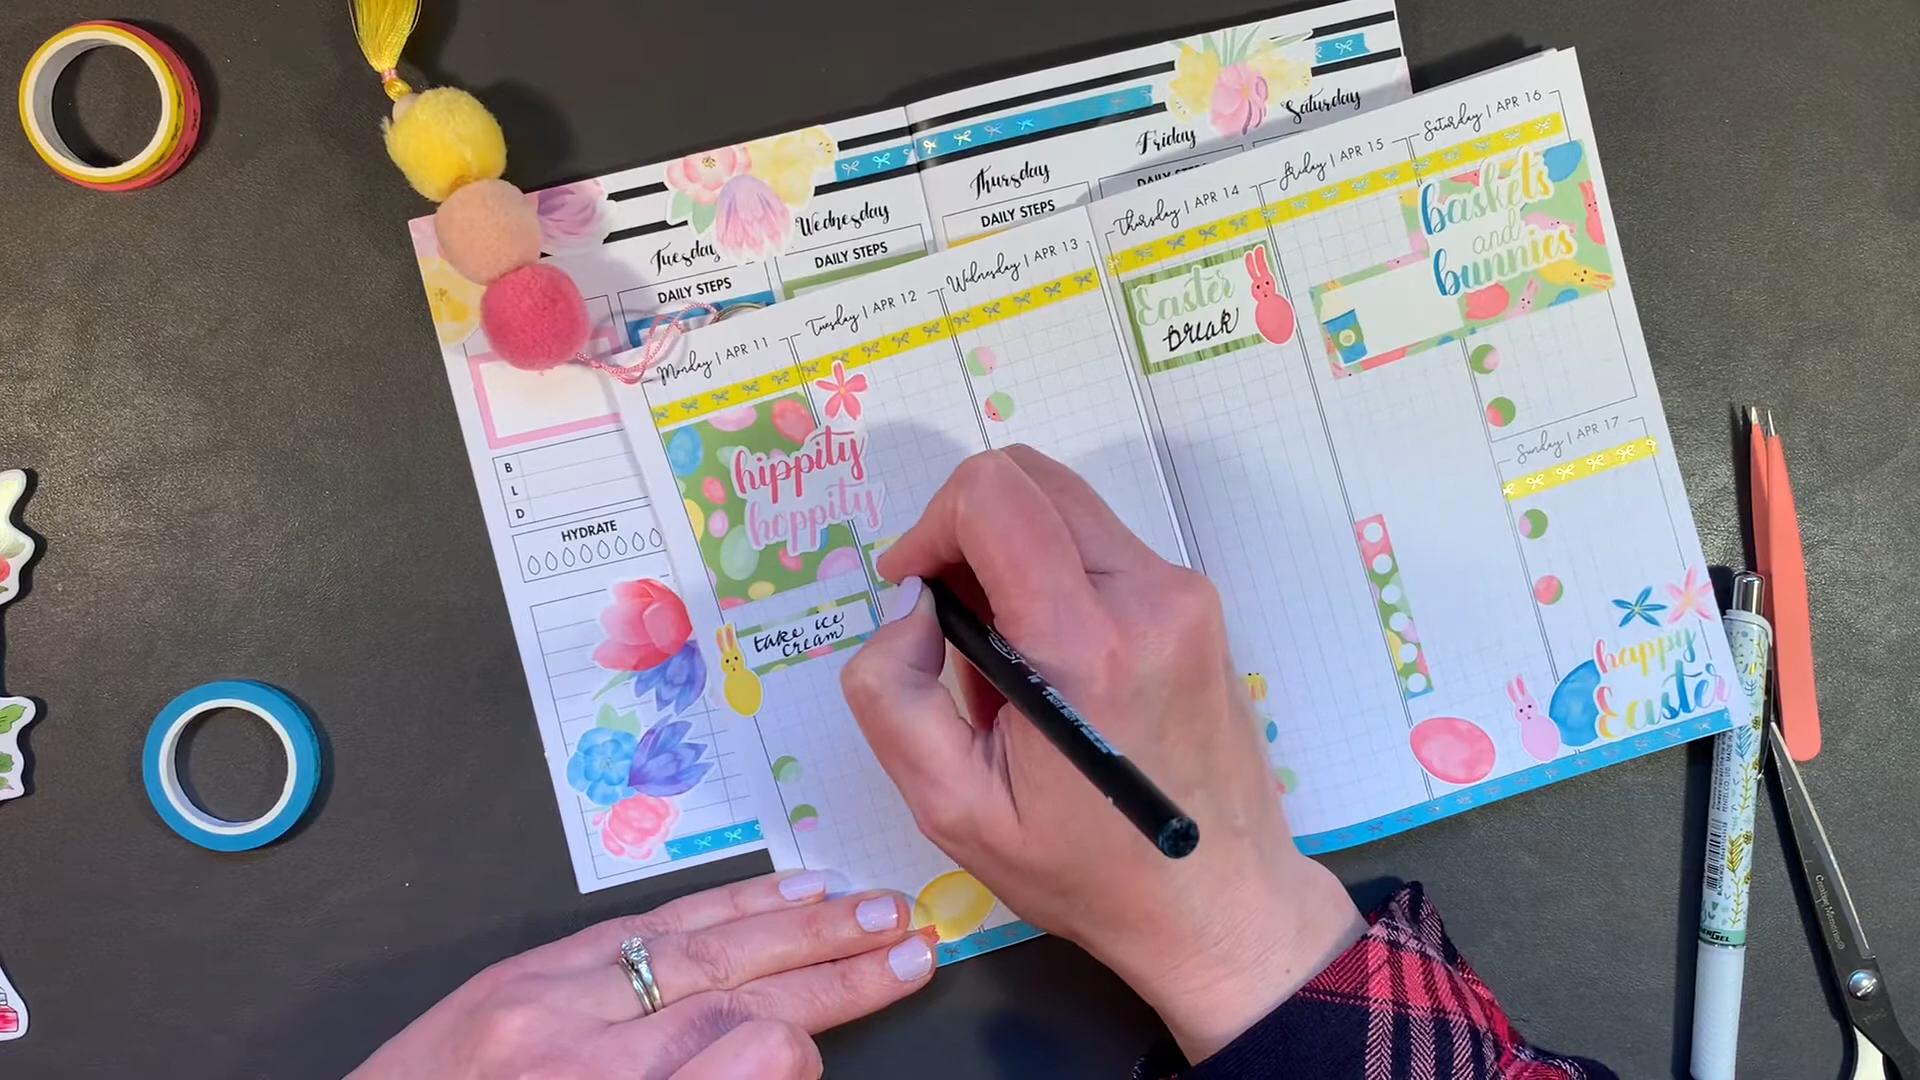 Saturday
Friday
Thursday
Wednesday
Tuesday
DAILY STEPS
DAILY STEPS
DAILY STEPS
B
L
D
HYDRATE
Monday | APR 11
Tuesday | APR 12
Wednesday | APR 13
Thursday | APR 14
Friday | APR 15
Saturday | APR 16
Sunday | APR 17
hippity
hoppity
take ice
cream
Easter
break
baskets
and
bunnies
happy
Easter